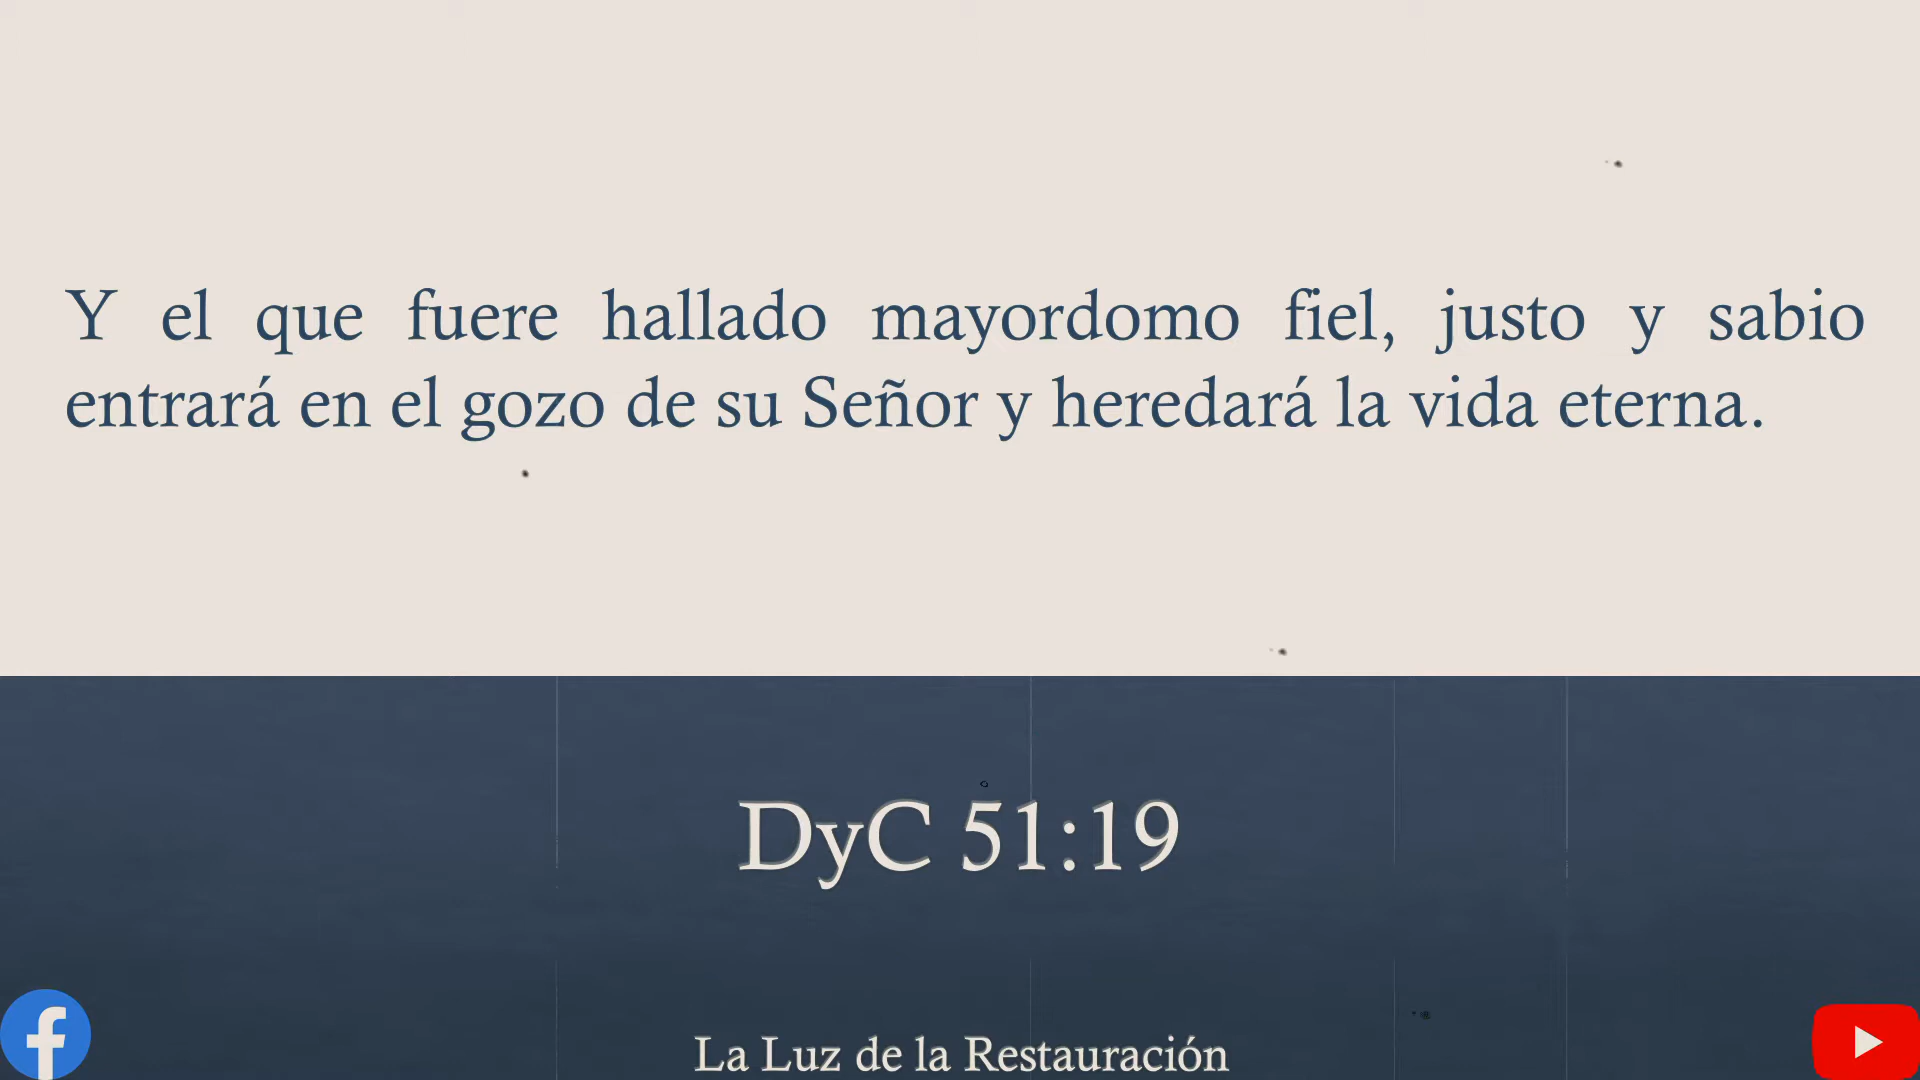 Y el que fuere hallado mayordomo fiel, justo y sabio
entrará en el gozo de su Señor y heredará la vida eterna.
DyC 51:19
La Luz de la Restauración